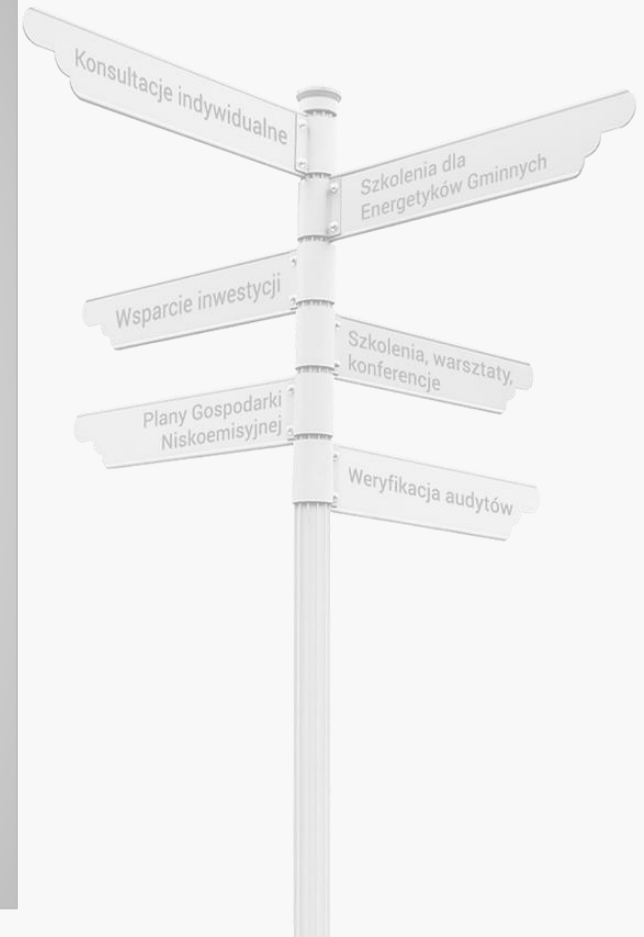 Konsultacje indywidualne
Szkolenia dla
Energetyków Gminnych
Wsparcie inwestycji
Szkolenia, warsztaty,
konferencje
Plany Gospodarki
Niskoemisyjnej
Weryfikacja audytów